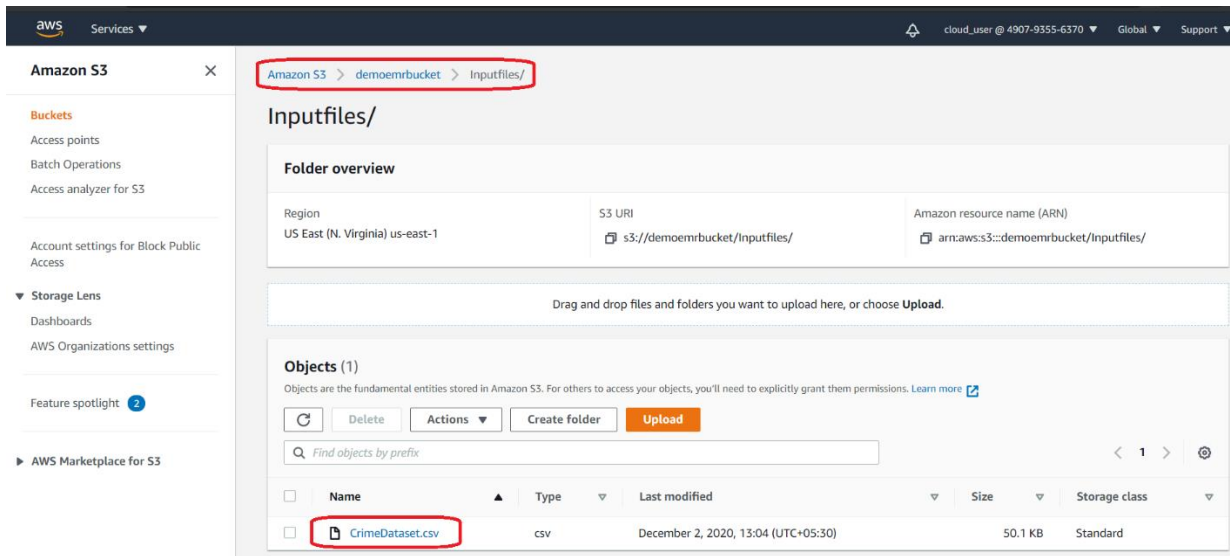 aws Services ▼ cloud_user @ 4907-9355-6370 ▼ Global ▼ Support ▼
Amazon S3 ×
Buckets
Access points
Batch Operations
Access analyzer for S3
Account settings for Block Public
Access
▼ Storage Lens
Dashboards
AWS Organizations settings
Feature spotlight 2
▶ AWS Marketplace for S3
Amazon S3 > demoemrbucket > Inputfiles/
Inputfiles/
Folder overview
Region
US East (N. Virginia) us-east-1
S3 URI
s3://demoemrbucket/Inputfiles/
Amazon resource name (ARN)
arn:aws:s3:::demoemrbucket/Inputfiles/
Drag and drop files and folders you want to upload here, or choose Upload.
Objects (1)
Objects are the fundamental entities stored in Amazon S3. For others to access your objects, you'll need to explicitly grant them permissions. Learn more
Delete Actions ▼ Create folder Upload
Find objects by prefix
< 1 >
Name ▲ Type ▽ Last modified ▽ Size ▽ Storage class ▽
CrimeDataset.csv csv December 2, 2020, 13:04 (UTC+05:30) 50.1 KB Standard